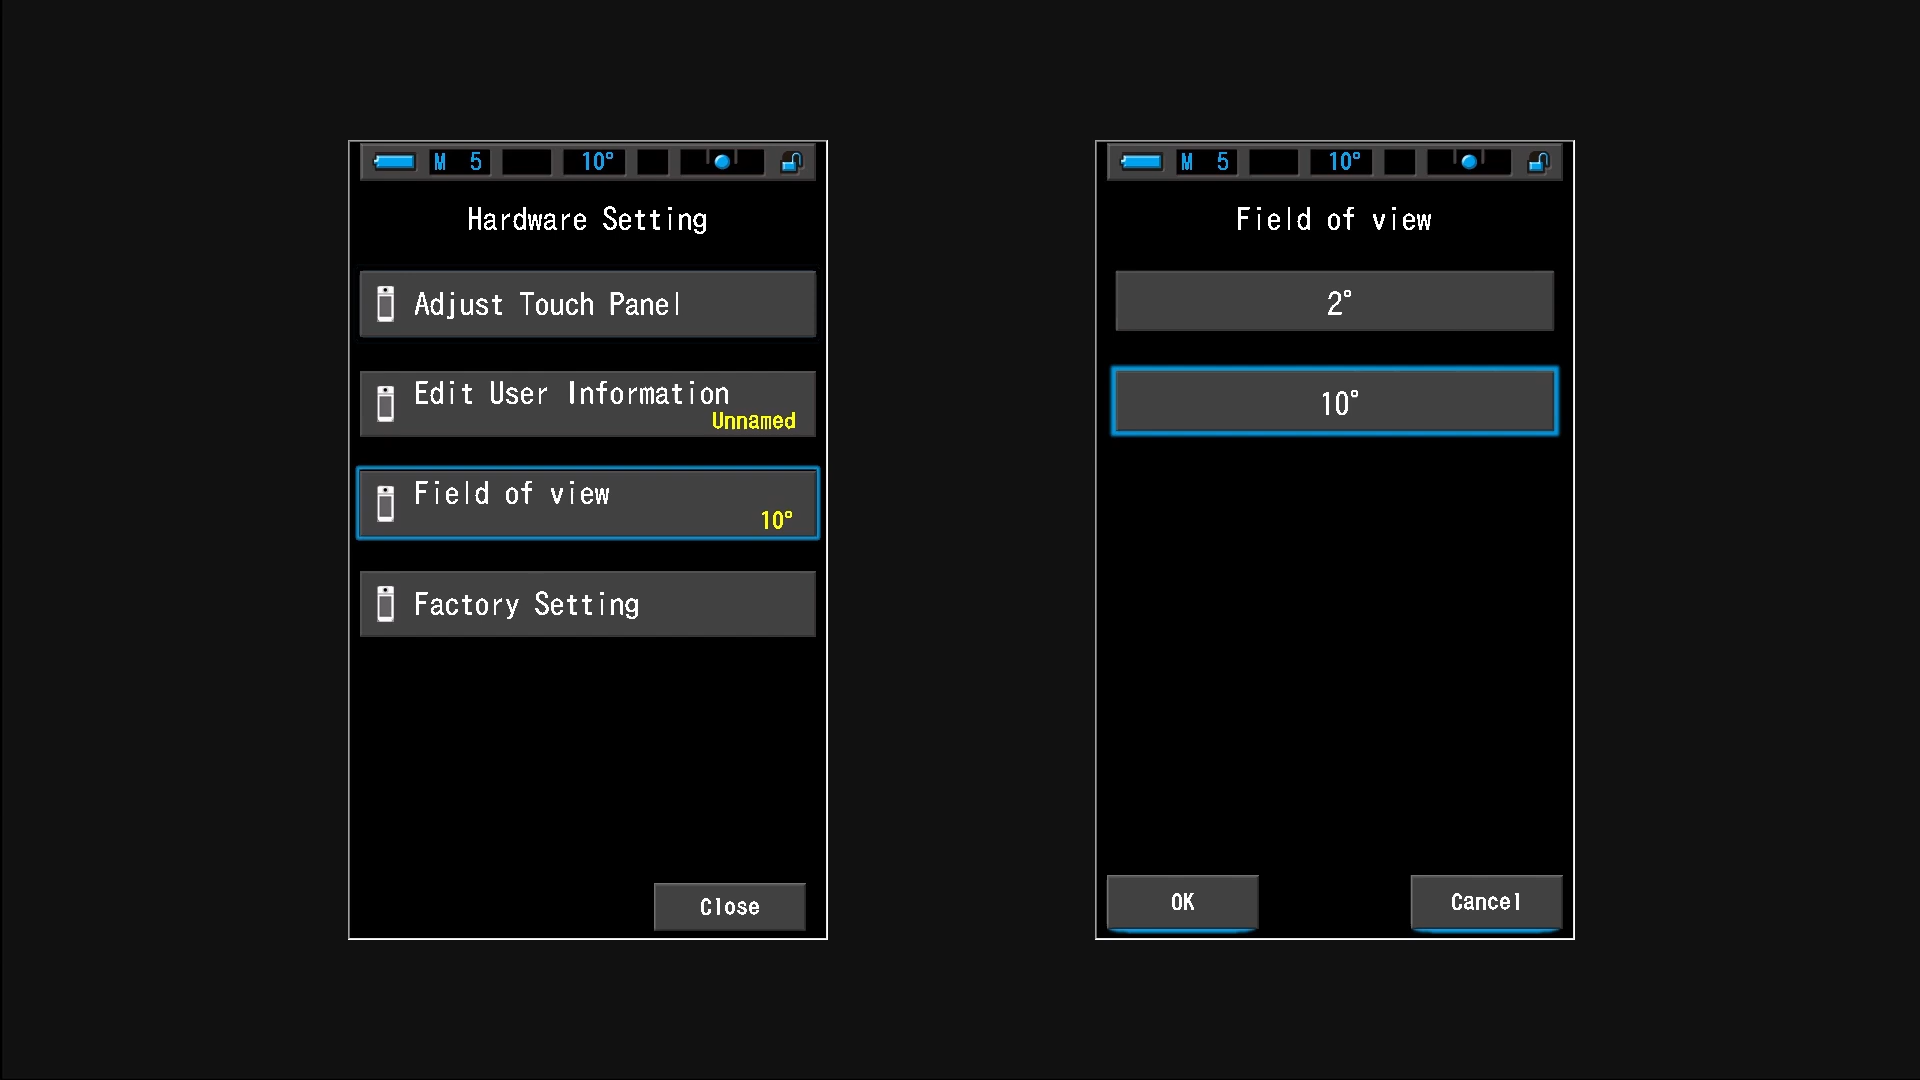 M 5 10°
Hardware Setting
Adjust Touch Panel
Edit User Information
Unnamed
Field of view
10°
Factory Setting
Close
M 5 10°
Field of view
2°
10°
OK
Cancel